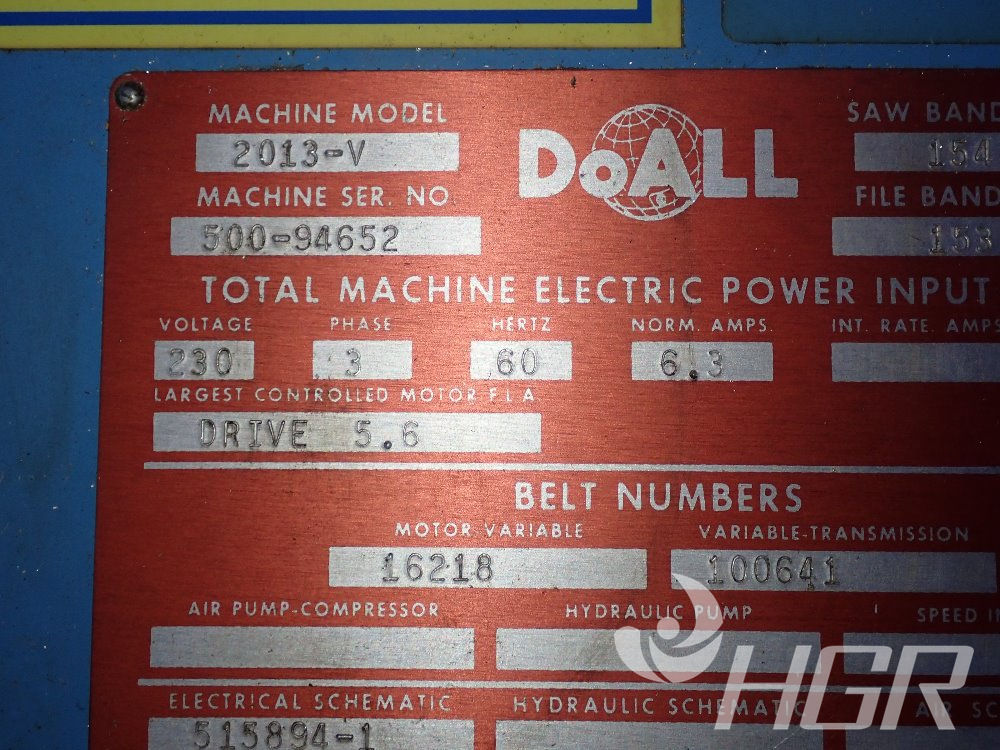 MACHINE MODEL
2013-V
DoALL
SAW BAND
154
MACHINE SER. NO.
500-94652
FILE BAND
153
TOTAL MACHINE ELECTRIC POWER INPUT
VOLTAGE PHASE HERTZ NORM. AMPS. INT. RATE. AMPS
230 3 60 6.3
LARGEST CONTROLLED MOTOR F L A
DRIVE 5.6
BELT NUMBERS
MOTOR VARIABLE VARIABLE-TRANSMISSION
16218 100641
AIR PUMP-COMPRESSOR HYDRAULIC PUMP SPEED
ELECTRICAL SCHEMATIC HYDRAULIC SCHEMATIC AIR SC
515894-1
HGR